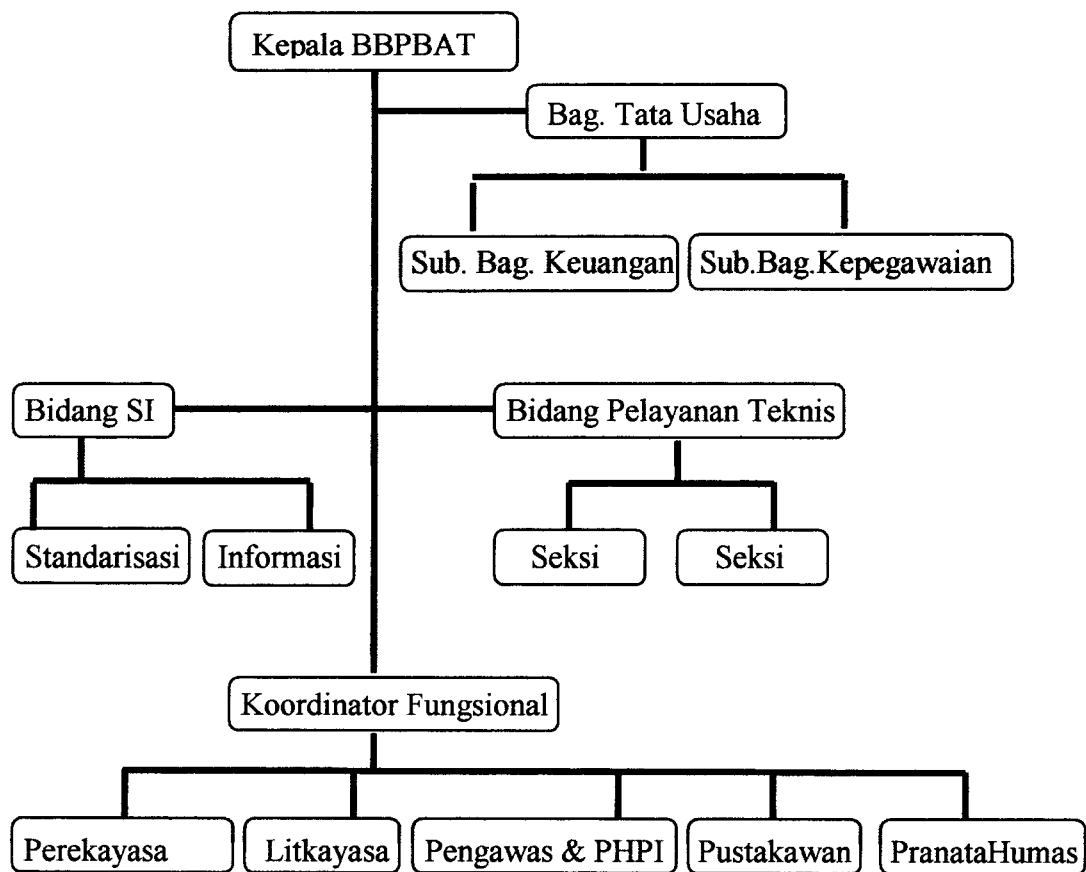 Kepala BBPBAT
Bag. Tata Usaha
Sub. Bag. Keuangan
Sub.Bag.Kepegawaian
Bidang SI
Bidang Pelayanan Teknis
Standarisasi
Informasi
Seksi
Seksi
Koordinator Fungsional
Perekayasa
Litkayasa
Pengawas & PHPI
Pustakawan
PranataHumas